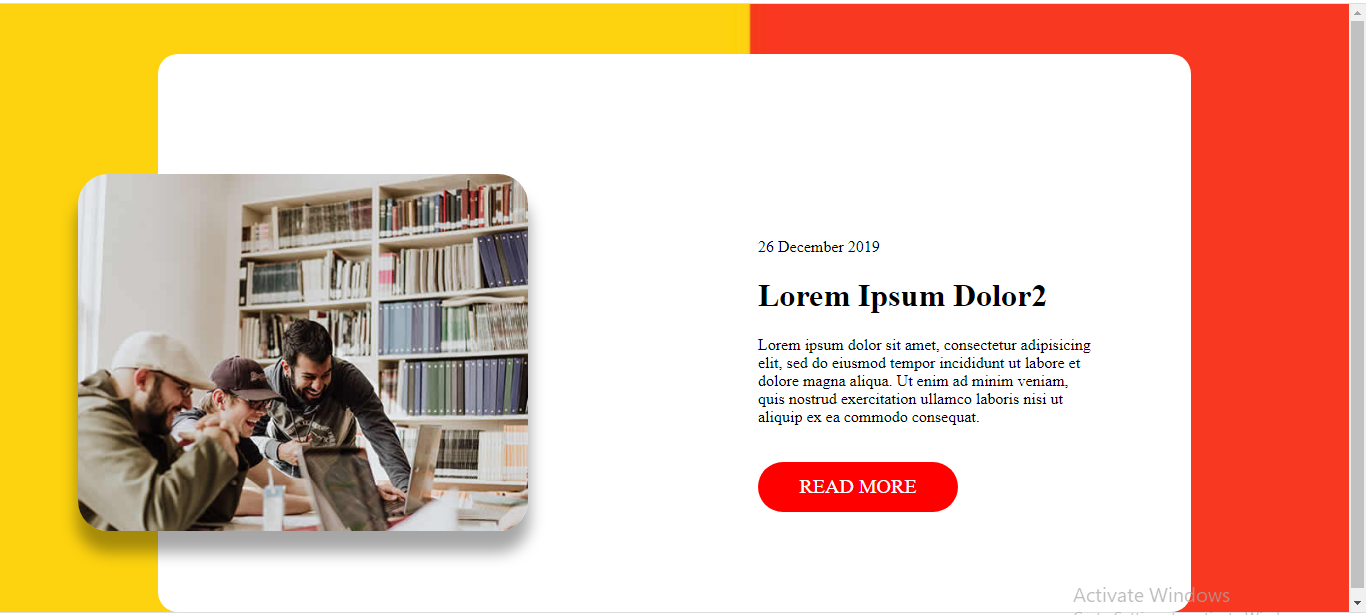 26 December 2019
Lorem Ipsum Dolor2
Lorem ipsum dolor sit amet, consectetur adipisicing
elit, sed do eiusmod tempor incididunt ut labore et
dolore magna aliqua. Ut enim ad minim veniam,
quis nostrud exercitation ullamco laboris nisi ut
aliquip ex ea commodo consequat.
READ MORE
Activate Windows